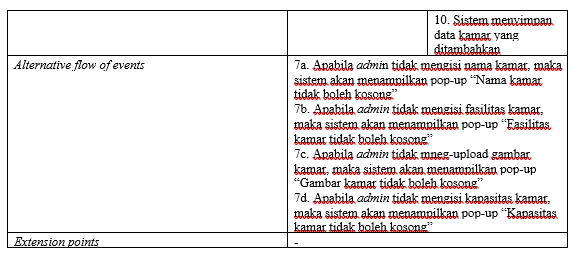 10. Sistem menyimpan
data kamar yang
ditambahkan
Alternative flow of events
7a. Apabila admin tidak mengisi nama kamar, maka
sistem akan menampilkan pop-up “Nama kamar
tidak boleh kosong”
7b. Apabila admin tidak mengisi fasilitas kamar,
maka sistem akan menampilkan pop-up “Fasilitas
kamar tidak boleh kosong”
7c. Apabila admin tidak mneg-upload gambar
kamar, maka sistem akan menampilkan pop-up
“Gambar kamar tidak boleh kosong”
7d. Apabila admin tidak mengisi kapasitas kamar,
maka sistem akan menampilkan pop-up “Kapasitas
kamar tidak boleh kosong”
Extension points
-